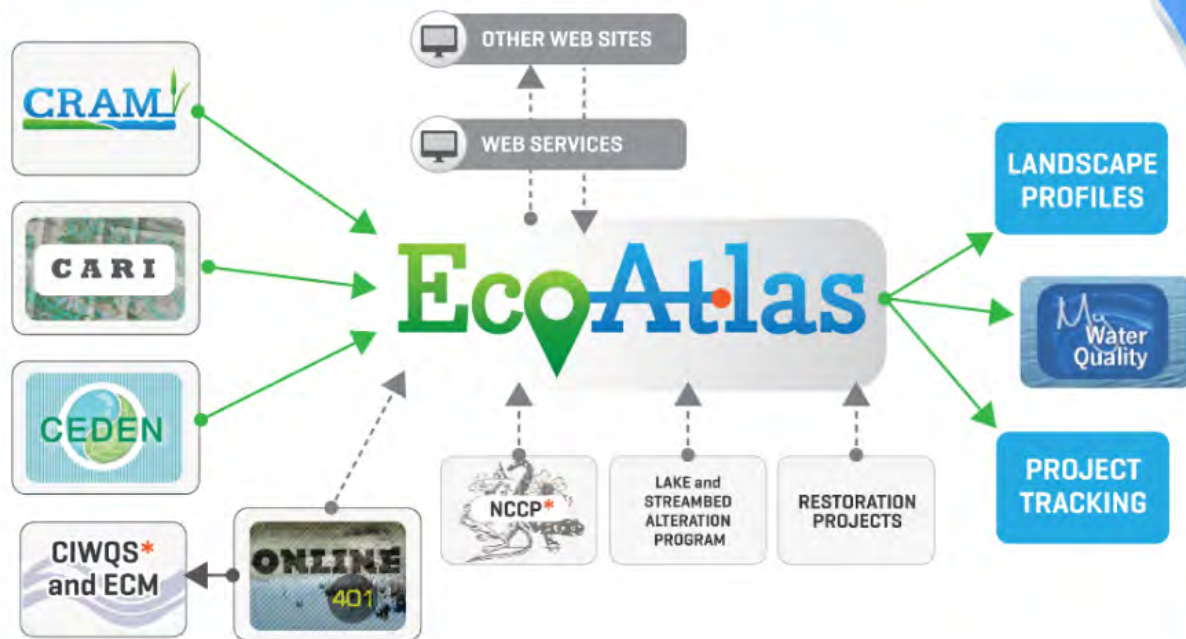 OTHER WEB SITES
WEB SERVICES
CRAM
CARI
CEDEN
EcoAtlas
LANDSCAPE
PROFILES
My
Water
Quality
PROJECT
TRACKING
CIWQS*
and ECM
ONLINE
401
NCCP*
LAKE and
STREAMBED
ALTERATION
PROGRAM
RESTORATION
PROJECTS